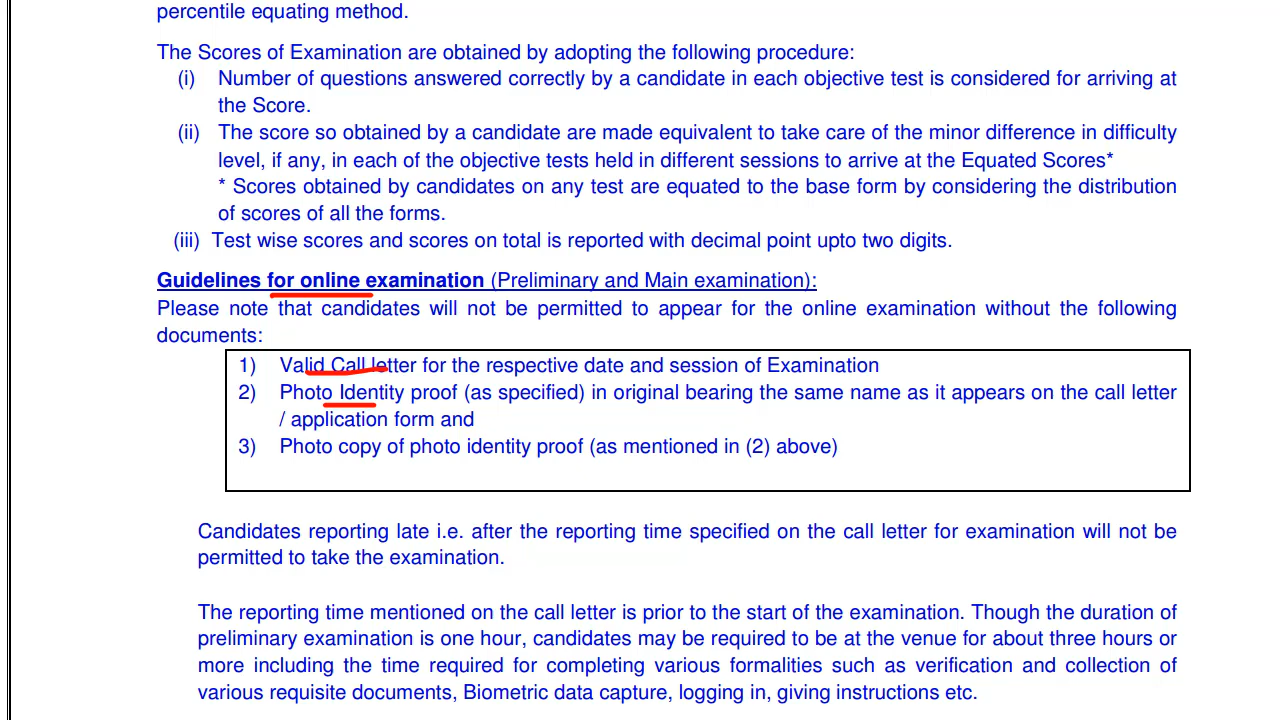 percentile equating method.
The Scores of Examination are obtained by adopting the following procedure:
(i) Number of questions answered correctly by a candidate in each objective test is considered for arriving at
the Score.
(ii) The score so obtained by a candidate are made equivalent to take care of the minor difference in difficulty
level, if any, in each of the objective tests held in different sessions to arrive at the Equated Scores*
* Scores obtained by candidates on any test are equated to the base form by considering the distribution
of scores of all the forms.
(iii) Test wise scores and scores on total is reported with decimal point upto two digits.
Guidelines for online examination (Preliminary and Main examination):
Please note that candidates will not be permitted to appear for the online examination without the following
documents:
1) Valid Call letter for the respective date and session of Examination
2) Photo Identity proof (as specified) in original bearing the same name as it appears on the call letter
/ application form and
3) Photo copy of photo identity proof (as mentioned in (2) above)
Candidates reporting late i.e. after the reporting time specified on the call letter for examination will not be
permitted to take the examination.
The reporting time mentioned on the call letter is prior to the start of the examination. Though the duration of
preliminary examination is one hour, candidates may be required to be at the venue for about three hours or
more including the time required for completing various formalities such as verification and collection of
various requisite documents, Biometric data capture, logging in, giving instructions etc.